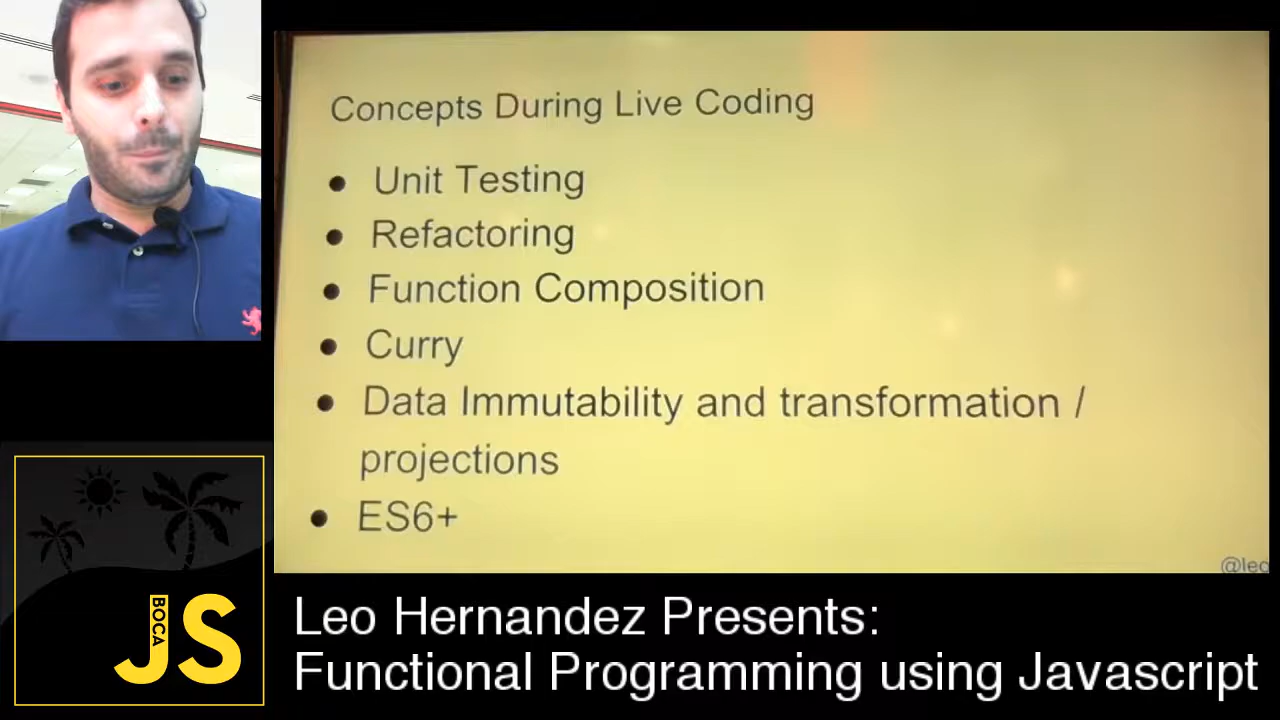 Concepts During Live Coding
● Unit Testing
● Refactoring
● Function Composition
● Curry
● Data Immutability and transformation /
projections
● ES6+
@leo
BOCA
JS
Leo Hernandez Presents:
Functional Programming using Javascript